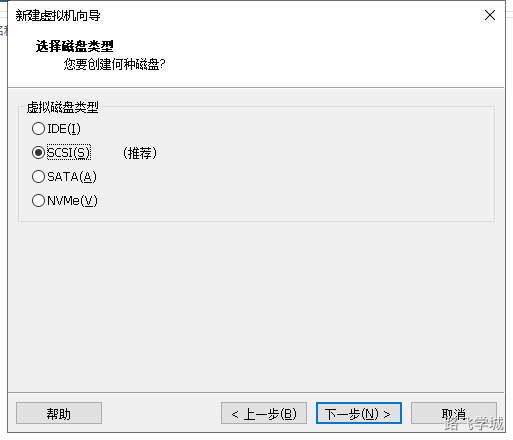 新建虚拟机向导
选择磁盘类型
您要创建何种磁盘?
虚拟磁盘类型
IDE(I)
SCSI(S) (推荐)
SATA(A)
NVMe(V)
帮助 < 上一步(B) 下一步(N) > 取消
路飞学城